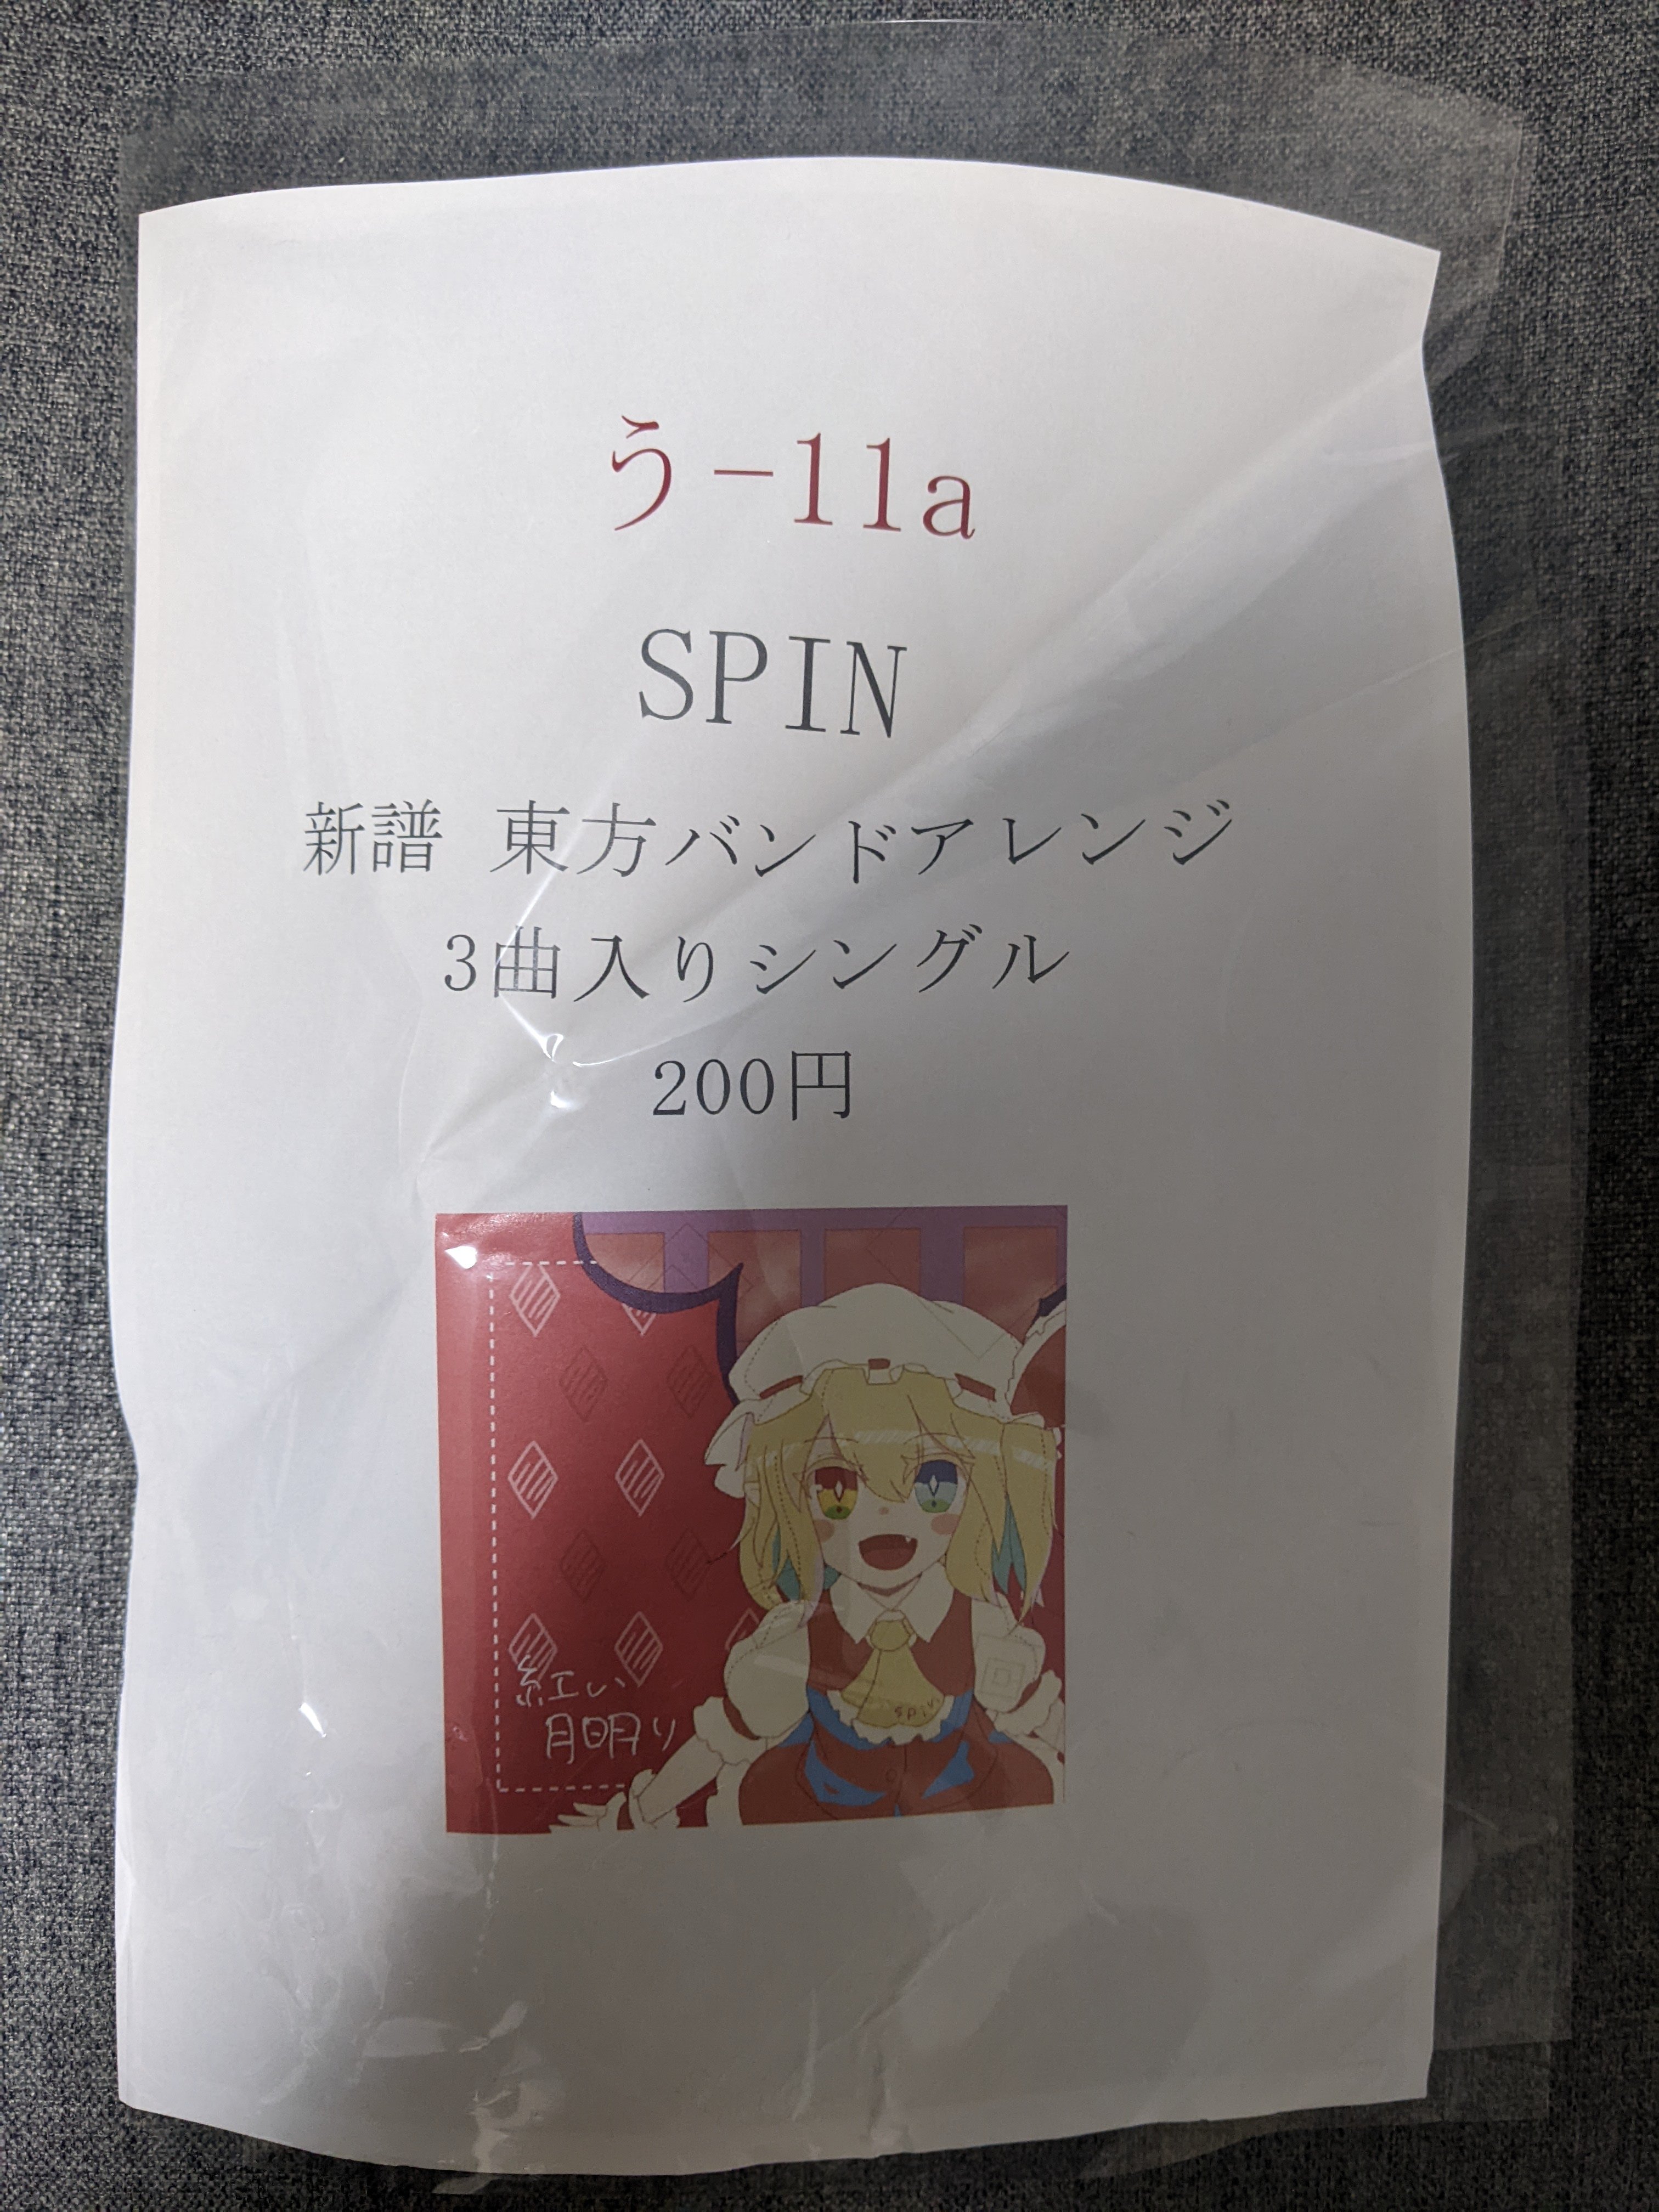 う-11a
SPIN
新譜 東方バンドアレンジ
3曲入りシングル
200円
紅い
月明り
spin